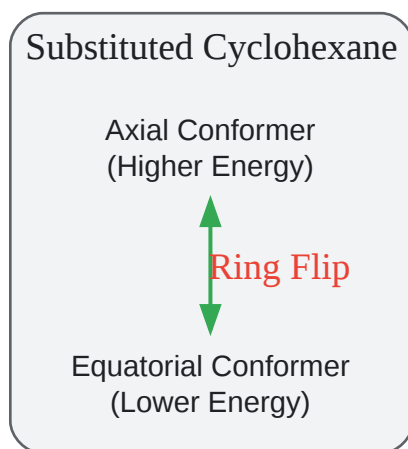 Substituted Cyclohexane
Axial Conformer
(Higher Energy)
Ring Flip
Equatorial Conformer
(Lower Energy)